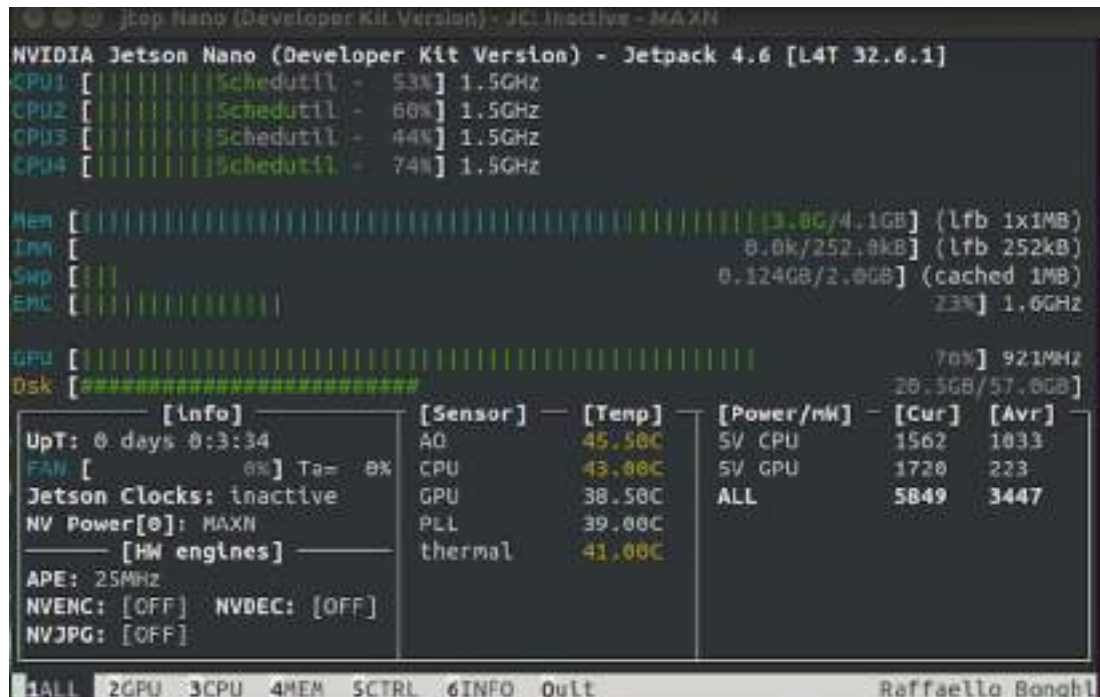 jtop Nano (Developer Kit Version) - JC: Inactive - MAXN
NVIDIA Jetson Nano (Developer Kit Version) - Jetpack 4.6 [L4T 32.6.1]
CPU1 [|||||||||Schedutil - 53%] 1.5GHz
CPU2 [|||||||||Schedutil - 60%] 1.5GHz
CPU3 [|||||||||Schedutil - 44%] 1.5GHz
CPU4 [|||||||||Schedutil - 74%] 1.5GHz
Mem [ 3.0G/4.1GB] (lfb 1x1MB)
Imm [ 0.0k/252.0kB] (lfb 252kB)
Swp [ 0.124GB/2.0GB] (cached 1MB)
EMC [ 23%] 1.6GHz
GPU [ 921MHz
Dsk [ 20.5GB/57.0GB]
[info] [Sensor] [Temp] [Power/mW] [Cur] [Avr]
UpT: 0 days 0:3:34 AO 45.50C 5V CPU 1562 1033
FAN [ 0%] Ta= 0% CPU 43.00C 5V GPU 1720 223
Jetson Clocks: inactive GPU 38.50C ALL 5849 3447
NV Power[0]: MAXN PLL 39.00C
[HW engines] thermal 41.00C
APE: 25MHz
NVENC: [OFF] NVDEC: [OFF]
NVJPG: [OFF]
1ALL 2GPU 3CPU 4MEM 5CTRL 6INFO Quit Raffaello Bonghi